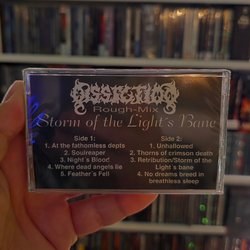 Dissection
Rough-Mix
Storm of the Light's Bane
Side 1:
1. At the fathomless depts
2. Soulreaper
3. Night's Blood
4. Where dead angels lie
5. Feather's Fell
Side 2:
1. Unhallowed
2. Thorns of crimson death
3. Retribution/Storm of the
Light's bane
4. No dreams breed in
breathless sleep